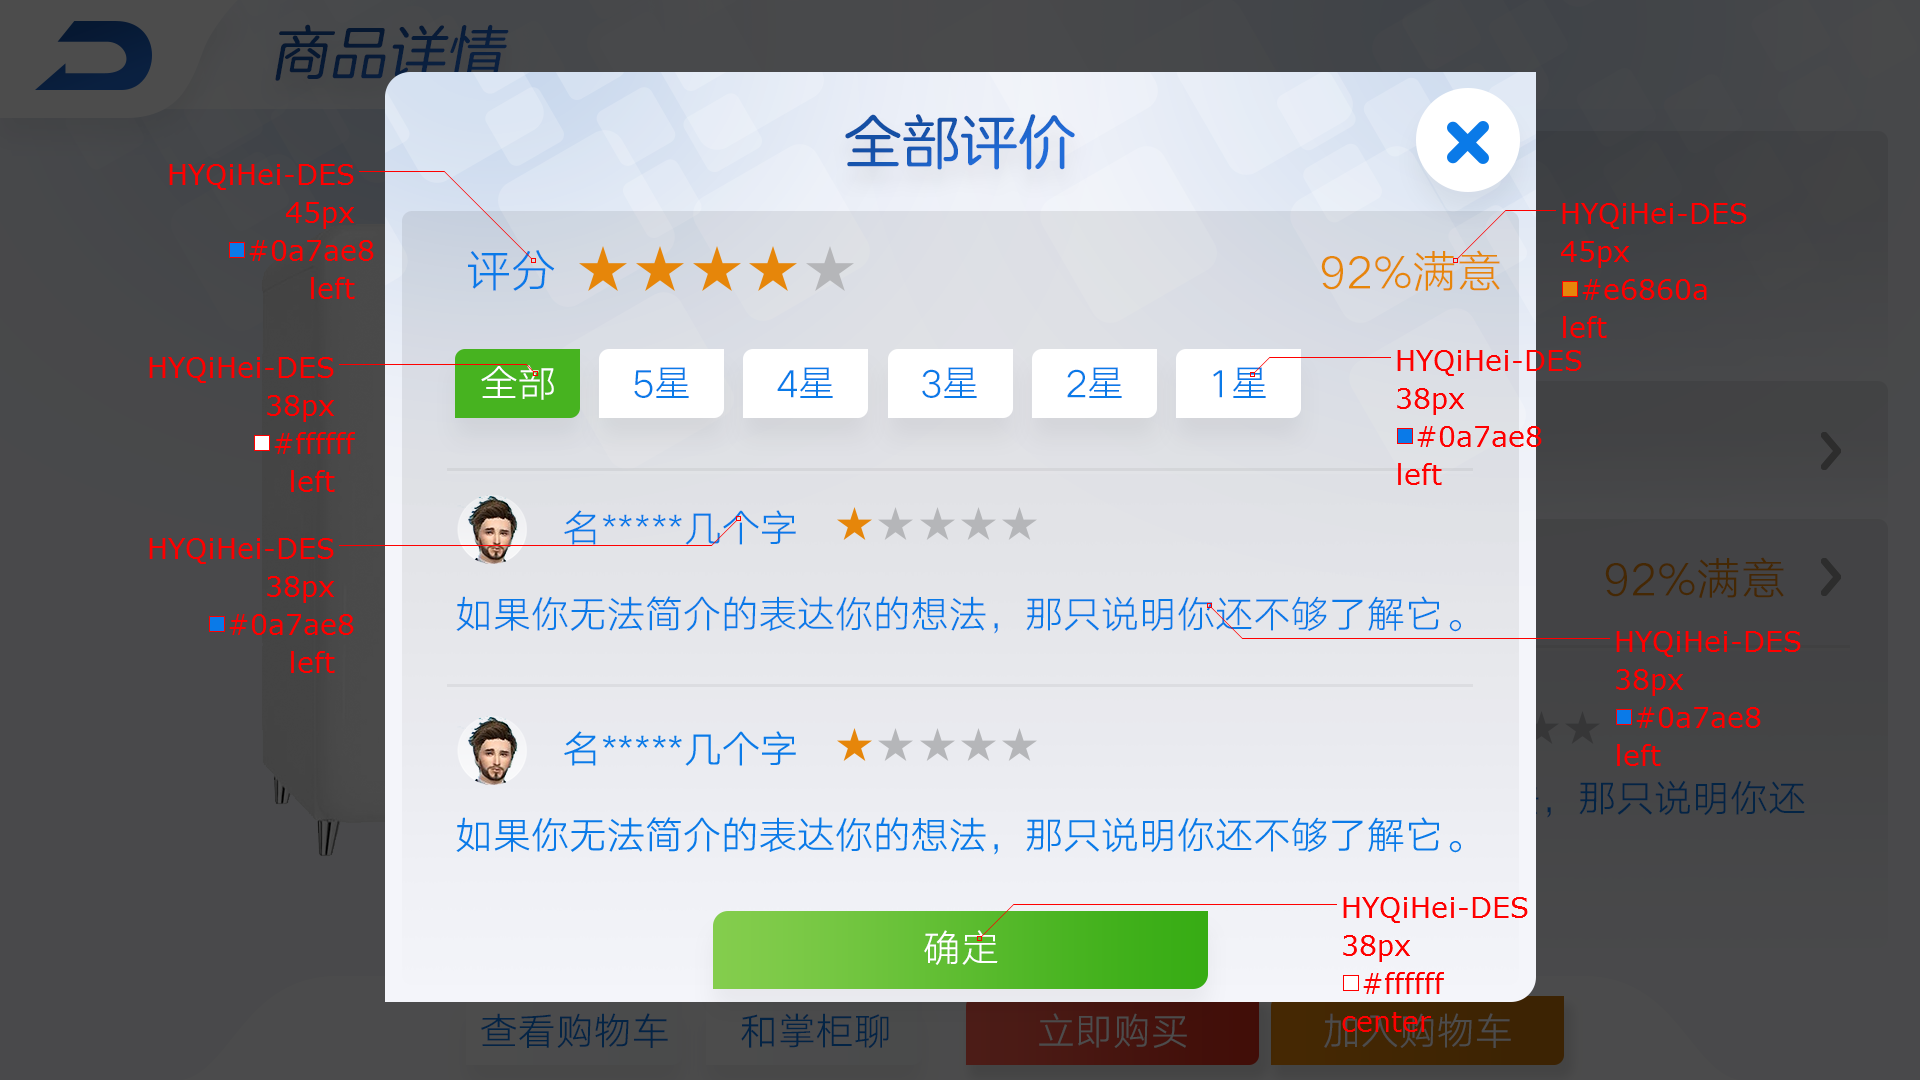 商品详情
全部评价
HYQiHei-DES
45px
#0a7ae8
left
评分
92%满意
HYQiHei-DES
45px
#e6860a
left
HYQiHei-DES
38px
#ffffff
left
全部
5星
4星
3星
2星
1星
HYQiHei-DES
38px
#0a7ae8
left
名*****几个字
HYQiHei-DES
38px
#0a7ae8
left
92%满意
如果你无法简介的表达你的想法，那只说明你还不够了解它。
HYQiHei-DES
38px
#0a7ae8
left
名*****几个字
，那只说明你还
如果你无法简介的表达你的想法，那只说明你还不够了解它。
确定
HYQiHei-DES
38px
#ffffff
center
查看购物车
和掌柜聊
立即购买
加入购物车